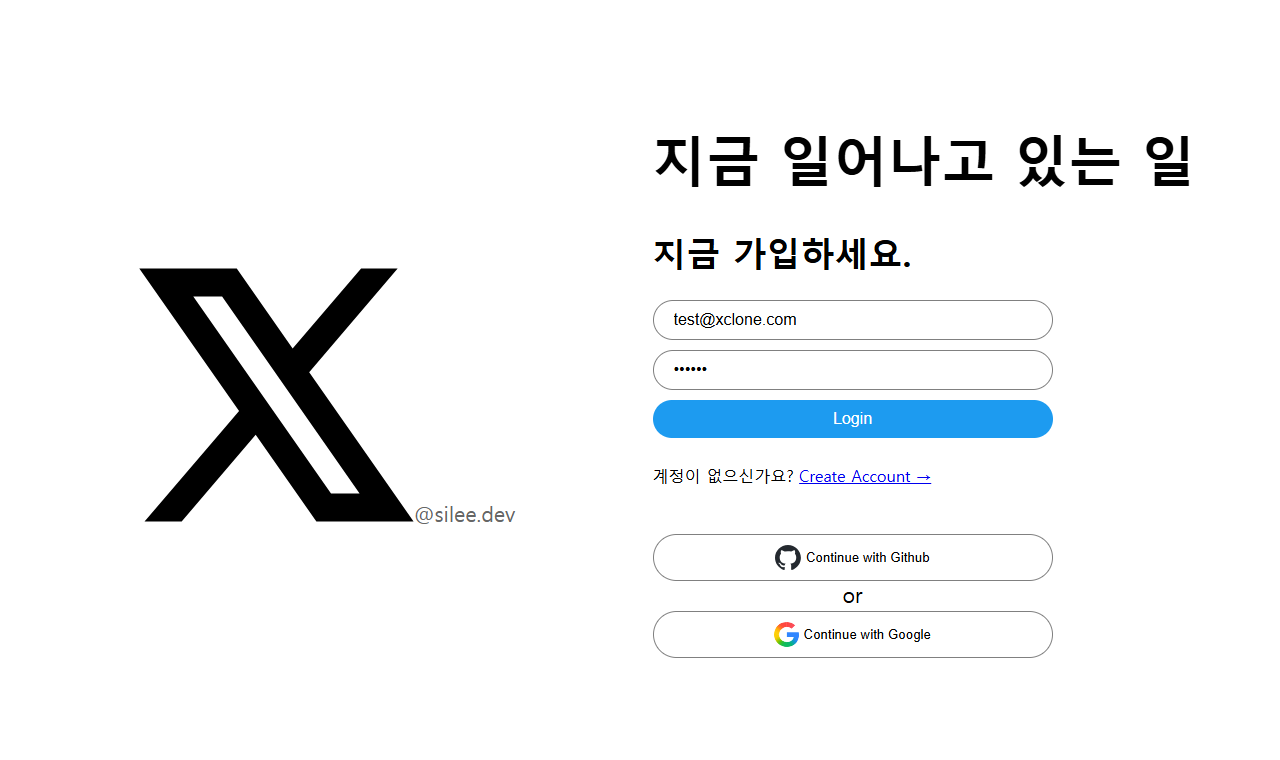 @silee.dev
지금 일어나고 있는 일
지금 가입하세요.
test@xclone.com
••••••
Login
계정이 없으신가요? Create Account →
Continue with Github
or
Continue with Google